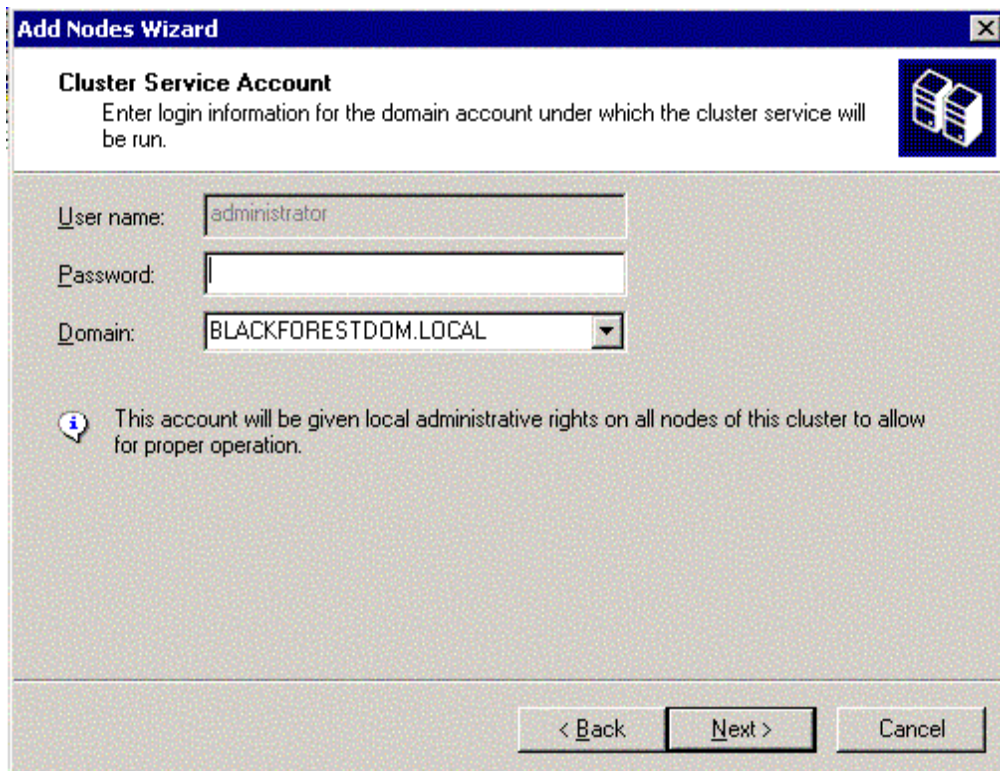 Add Nodes Wizard
Cluster Service Account
Enter login information for the domain account under which the cluster service will
be run.
User name: administrator
Password:
Domain: BLACKFORESTDOM.LOCAL
This account will be given local administrative rights on all nodes of this cluster to allow
for proper operation.
< Back Next > Cancel